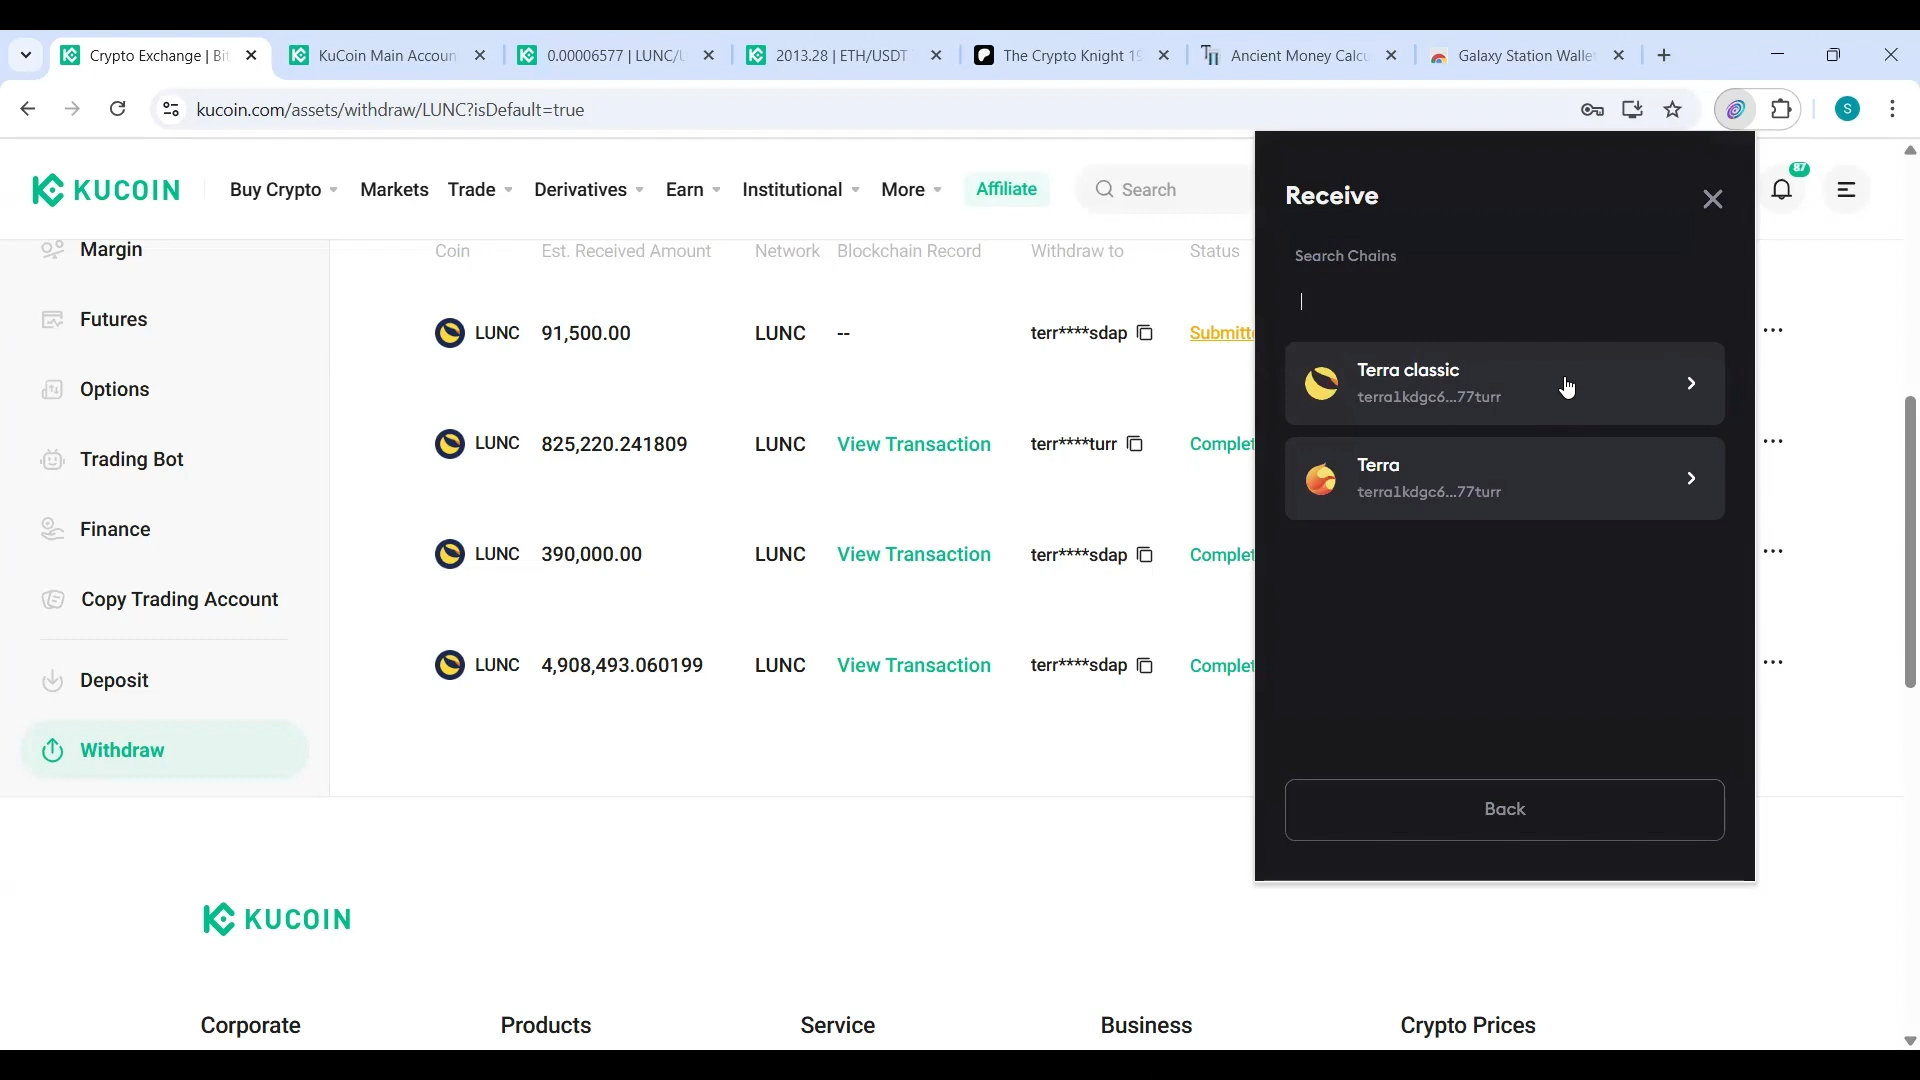 Crypto Exchange | Bit
KuCoin Main Accoun
0.00006577 | LUNC/U
2013.28 | ETH/USDT
The Crypto Knight 19
Ancient Money Calcu
Galaxy Station Wallet
kucoin.com/assets/withdraw/LUNC?isDefault=true
S
KUCOIN
Buy Crypto
Markets
Trade
Derivatives
Earn
Institutional
More
Affiliate
Search
87
Margin
Futures
Options
Trading Bot
Finance
Copy Trading Account
Deposit
Withdraw
Coin Est. Received Amount Network Blockchain Record Withdraw to Status
LUNC 91,500.00 LUNC -- terr****sdap Submitte
LUNC 825,220.241809 LUNC View Transaction terr****turr Complet
LUNC 390,000.00 LUNC View Transaction terr****sdap Complet
LUNC 4,908,493.060199 LUNC View Transaction terr****sdap Complet
Receive
Search Chains
Terra classic
terra1kdgc6...77turr
Terra
terra1kdgc6...77turr
Back
KUCOIN
Corporate
Products
Service
Business
Crypto Prices